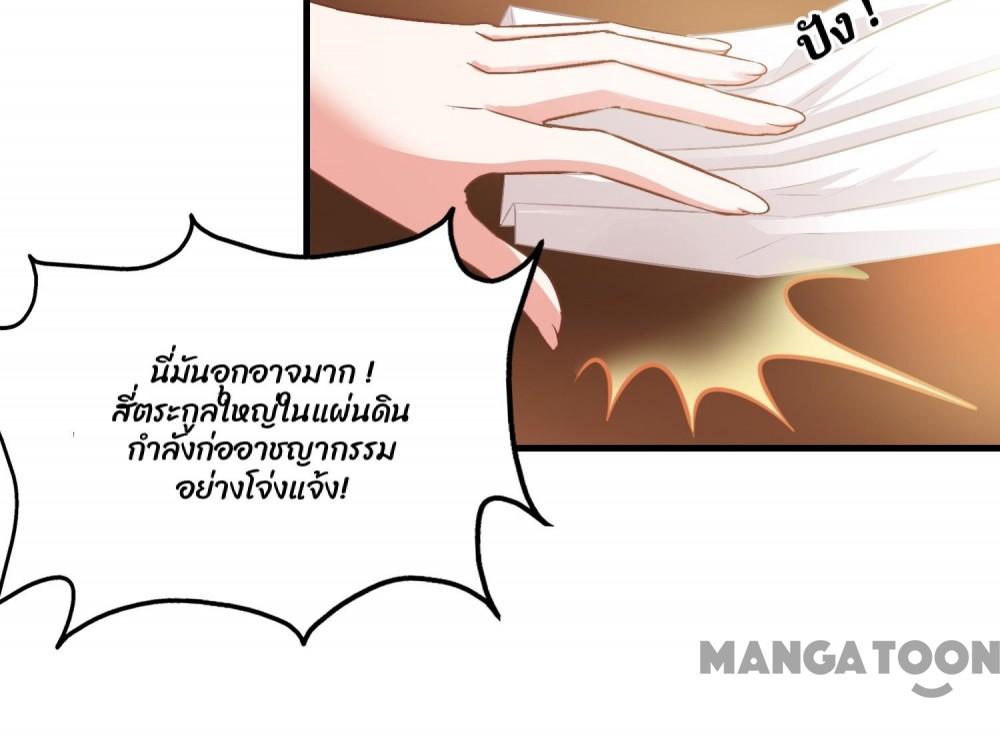 ปัง !
นี่มันอุกอาจมาก !
สี่ตระกูลใหญ่ในแผ่นดิน
กำลังก่ออาชญากรรม
อย่างโจ่งแจ้ง!
MANGATOON